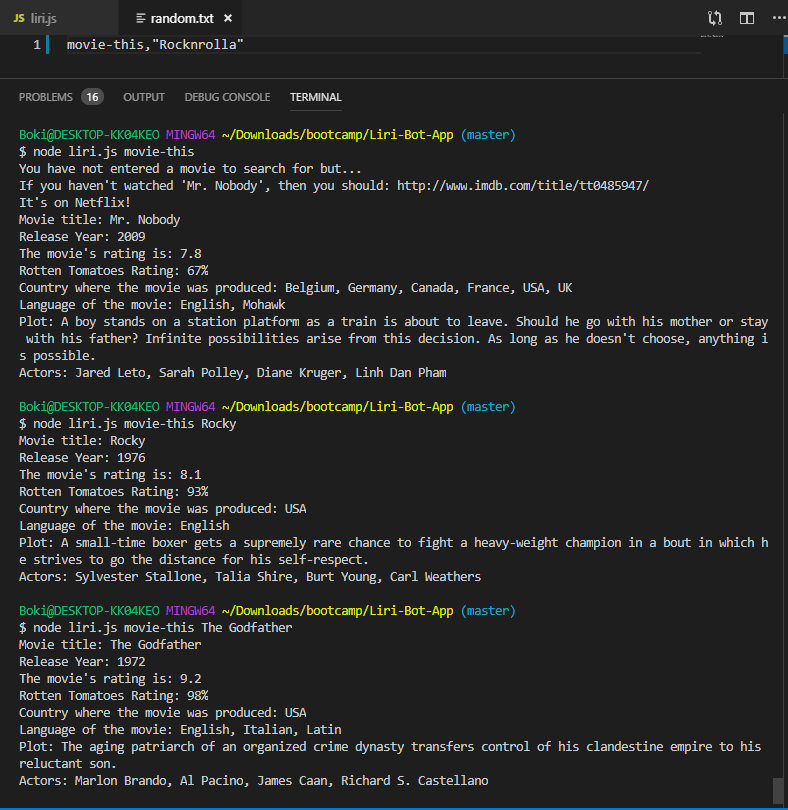 JS liri.js random.txt ×
1 movie-this,"Rocknrolla"
PROBLEMS 16 OUTPUT DEBUG CONSOLE TERMINAL
Boki@DESKTOP-KK04KEO MINGW64 ~/Downloads/bootcamp/Liri-Bot-App (master)
$ node liri.js movie-this
You have not entered a movie to search for but...
If you haven't watched 'Mr. Nobody', then you should: http://www.imdb.com/title/tt0485947/
It's on Netflix!
Movie title: Mr. Nobody
Release Year: 2009
The movie's rating is: 7.8
Rotten Tomatoes Rating: 67%
Country where the movie was produced: Belgium, Germany, Canada, France, USA, UK
Language of the movie: English, Mohawk
Plot: A boy stands on a station platform as a train is about to leave. Should he go with his mother or stay
with his father? Infinite possibilities arise from this decision. As long as he doesn't choose, anything i
s possible.
Actors: Jared Leto, Sarah Polley, Diane Kruger, Linh Dan Pham
Boki@DESKTOP-KK04KEO MINGW64 ~/Downloads/bootcamp/Liri-Bot-App (master)
$ node liri.js movie-this Rocky
Movie title: Rocky
Release Year: 1976
The movie's rating is: 8.1
Rotten Tomatoes Rating: 93%
Country where the movie was produced: USA
Language of the movie: English
Plot: A small-time boxer gets a supremely rare chance to fight a heavy-weight champion in a bout in which h
e strives to go the distance for his self-respect.
Actors: Sylvester Stallone, Talia Shire, Burt Young, Carl Weathers
Boki@DESKTOP-KK04KEO MINGW64 ~/Downloads/bootcamp/Liri-Bot-App (master)
$ node liri.js movie-this The Godfather
Movie title: The Godfather
Release Year: 1972
The movie's rating is: 9.2
Rotten Tomatoes Rating: 98%
Country where the movie was produced: USA
Language of the movie: English, Italian, Latin
Plot: The aging patriarch of an organized crime dynasty transfers control of his clandestine empire to his
reluctant son.
Actors: Marlon Brando, Al Pacino, James Caan, Richard S. Castellano